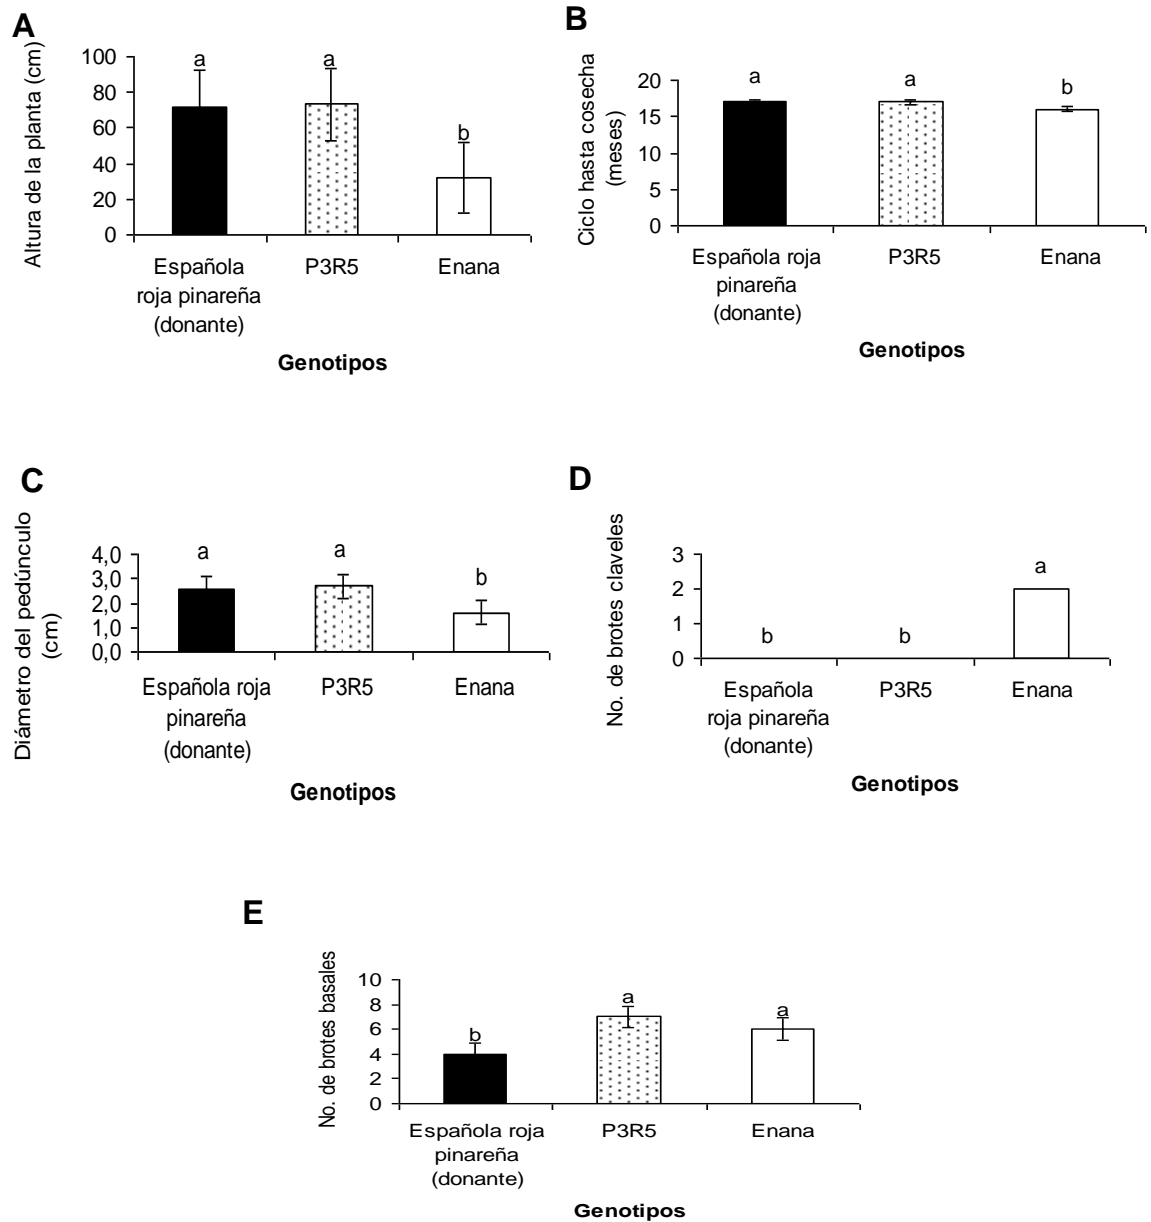 A
Altura de la planta (cm)
100
80
60
40
20
0
a
a
b
Española
roja pinareña
(donante)
P3R5
Enana
Genotipos
B
Ciclo hasta cosecha
(meses)
20
15
10
5
0
a
a
b
Española roja
pinareña
(donante)
P3R5
Enana
Genotipos
C
Diámetro del pedúnculo
(cm)
4,0
3,0
2,0
1,0
0,0
a
a
b
Española roja
pinareña
(donante)
P3R5
Enana
Genotipos
D
No. de brotes claveles
3
2
1
0
b
b
a
Española
roja pinareña
(donante)
P3R5
Enana
Genotipos
E
No. de brotes basales
10
8
6
4
2
0
b
a
a
Española roja
pinareña
(donante)
P3R5
Enana
Genotipos